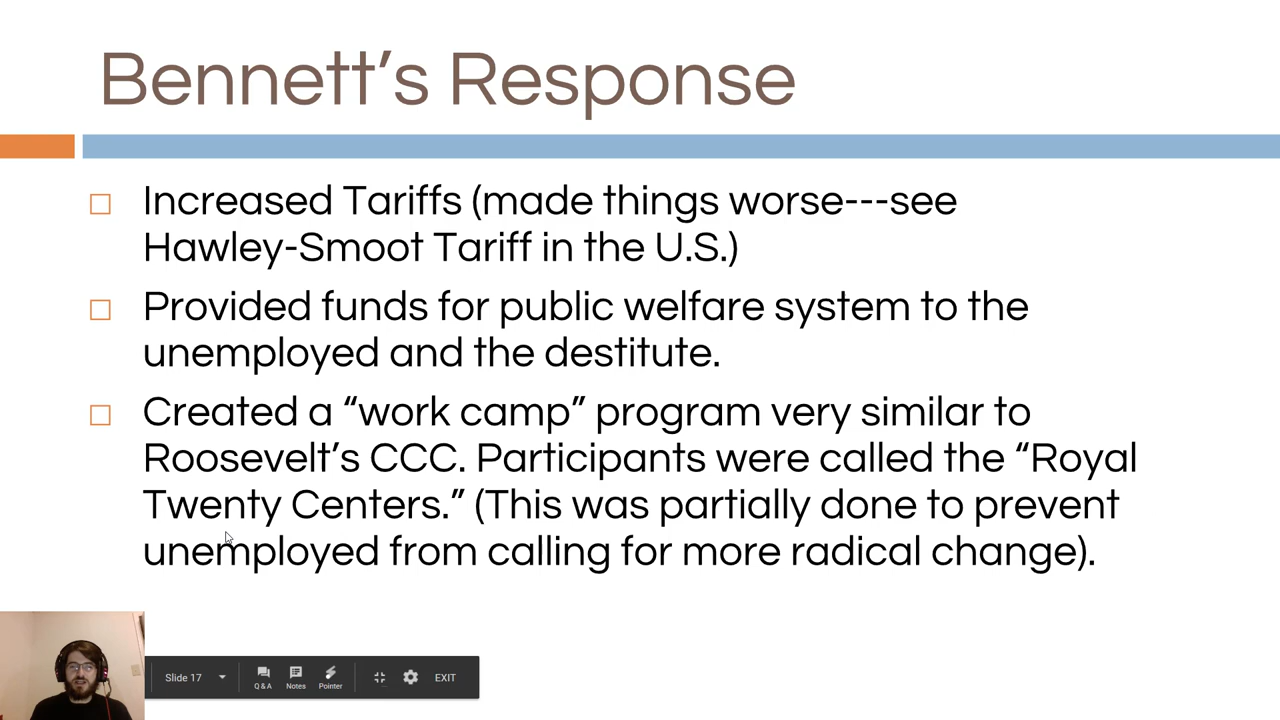 Bennett’s Response
Increased Tariffs (made things worse---see
Hawley-Smoot Tariff in the U.S.)
Provided funds for public welfare system to the
unemployed and the destitute.
Created a “work camp” program very similar to
Roosevelt’s CCC. Participants were called the “Royal
Twenty Centers.” (This was partially done to prevent
unemployed from calling for more radical change).
Slide 17
Q & A
Notes
Pointer
EXIT